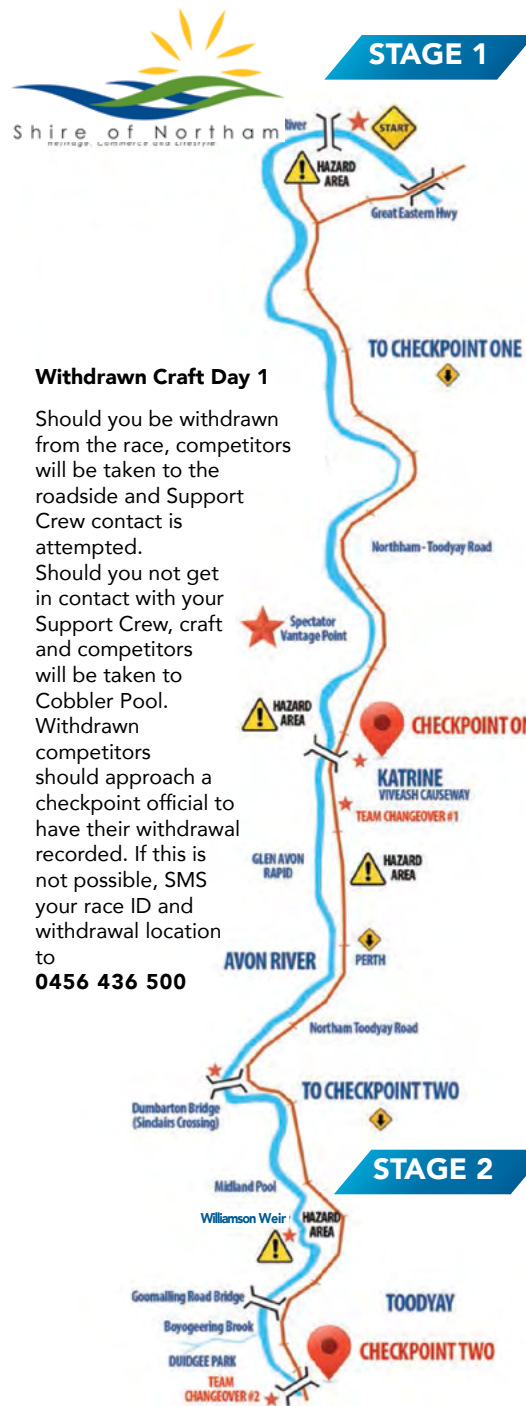 STAGE 1
Shire of Northam
Heritage, Commerce and Lifestyle
River
START
HAZARD
AREA
Great Eastern Hwy
TO CHECKPOINT ONE
Withdrawn Craft Day 1
Should you be withdrawn
from the race, competitors
will be taken to the
roadside and Support
Crew contact is
attempted.
Should you not get
in contact with your
Support Crew, craft
and competitors
will be taken to
Cobbler Pool.
Withdrawn
competitors
should approach a
checkpoint official to
have their withdrawal
recorded. If this is
not possible, SMS
your race ID and
withdrawal location
to
0456 436 500
Northham - Toodyay Road
Spectator
Vantage Point
HAZARD
AREA
CHECKPOINT ON
KATRINE
VIVEASH CAUSEWAY
TEAM CHANGEOVER #1
GLEN AVON
RAPID
HAZARD
AREA
AVON RIVER
PERTH
Northam Toodyay Road
TO CHECKPOINT TWO
Dumbarton Bridge
(Sindairs Crossing)
STAGE 2
Midland Pool
Williamson Weir
HAZARD
AREA
Goomalling Road Bridge
TOODYAY
Boyogeering Brook
DUIDGEE PARK
CHECKPOINT TWO
TEAM
CHANGEOVER #2